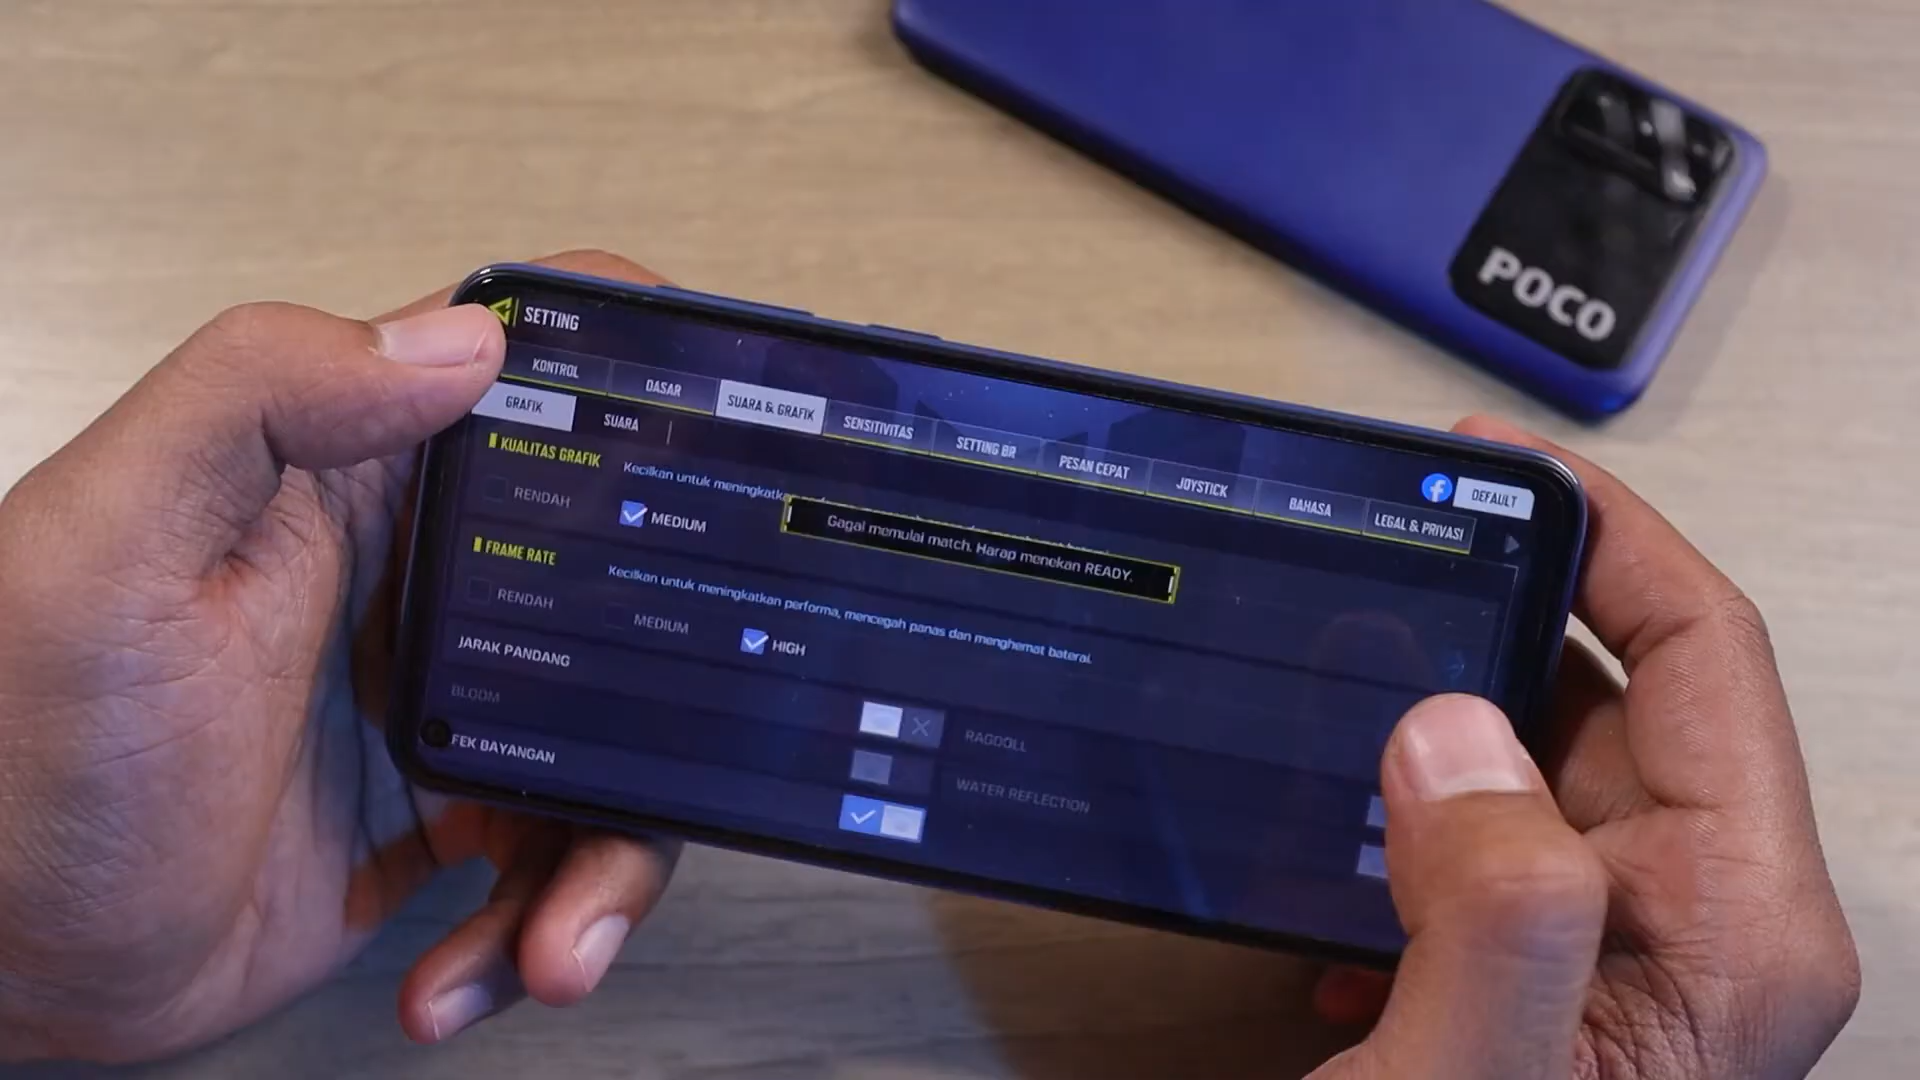 POCO
SETTING
KONTROL
DASAR
SUARA & GRAFIK
SENSITIVITAS
SETTING BR
PESAN CEPAT
JOYSTICK
BAHASA
LEGAL & PRIVASI
DEFAULT
GRAFIK
SUARA
KUALITAS GRAFIK
Kecilkan untuk meningkatk
RENDAH
MEDIUM
Gagal memulai match. Harap menekan READY.
FRAME RATE
Kecilkan untuk meningkatkan performa, mencegah panas dan menghemat baterai.
RENDAH
MEDIUM
HIGH
JARAK PANDANG
BLOOM
RAGDOLL
FEK BAYANGAN
WATER REFLECTION